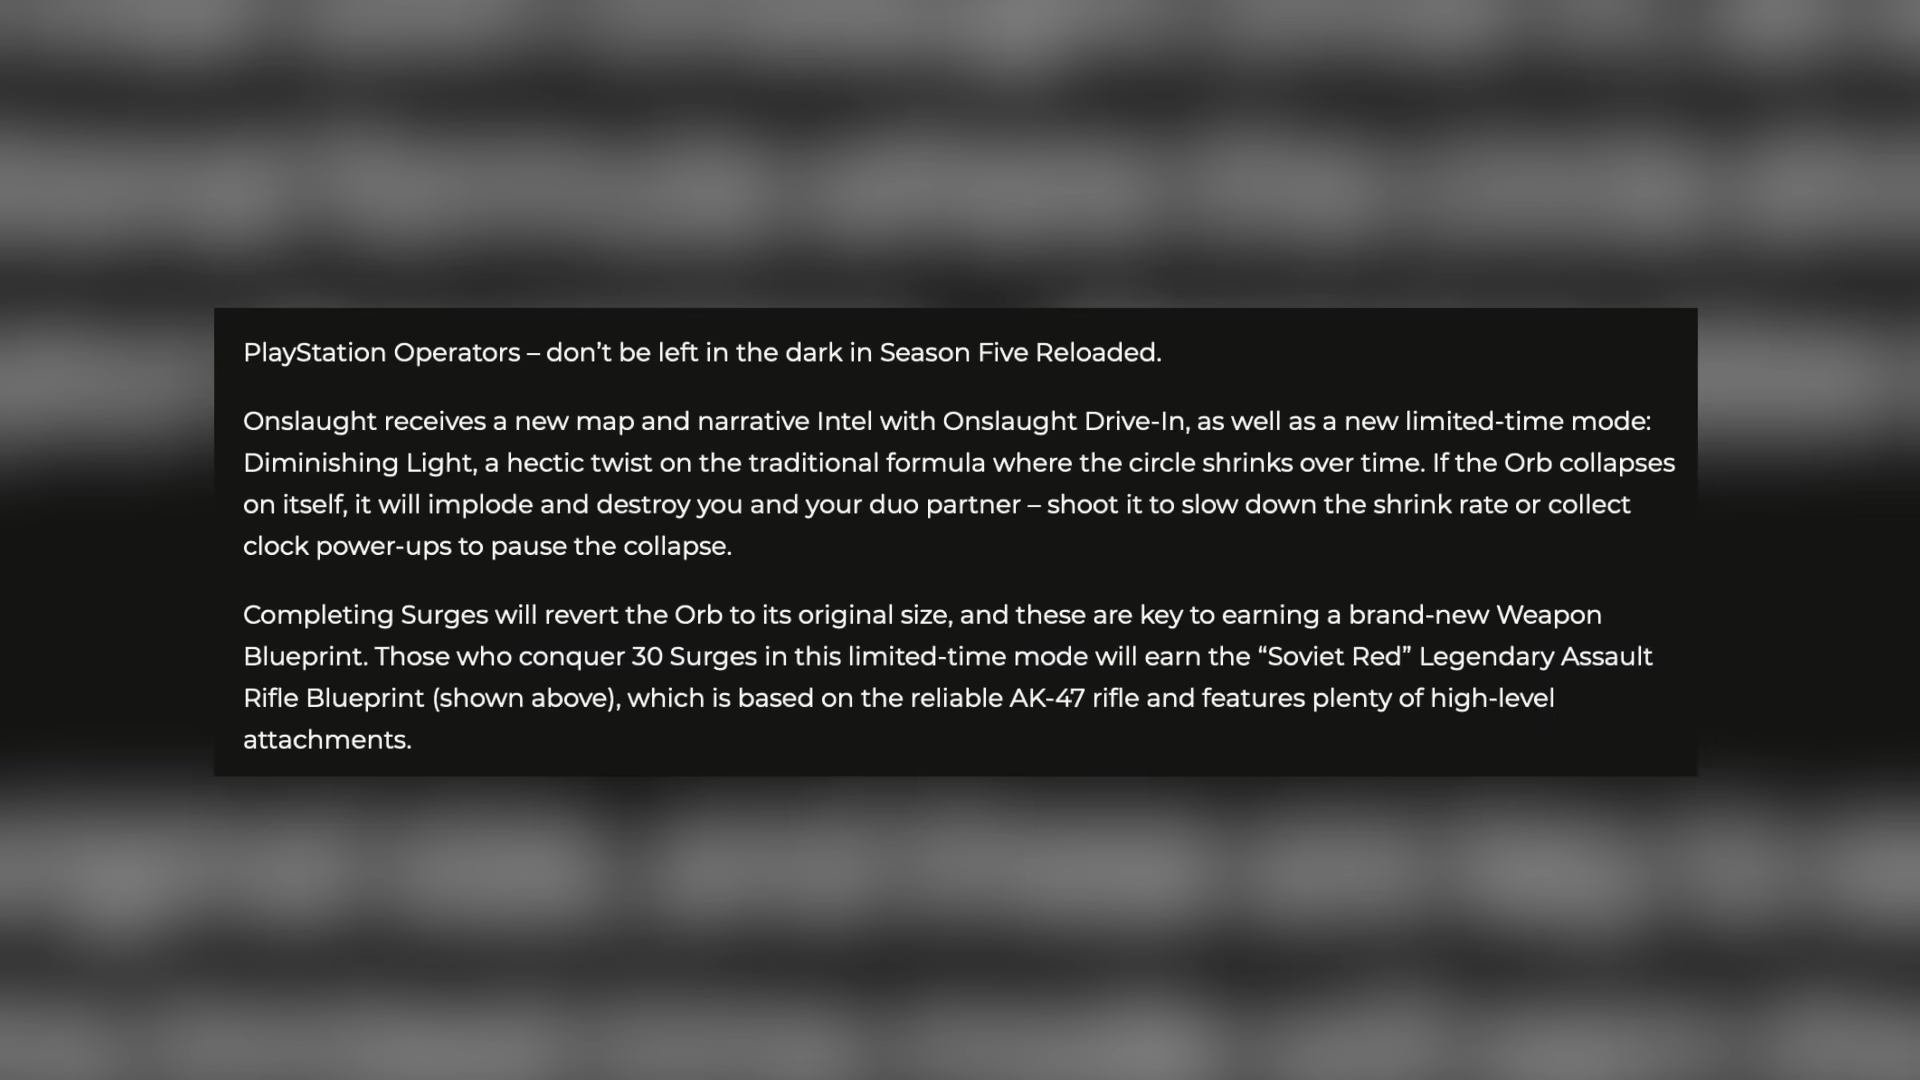 PlayStation Operators – don’t be left in the dark in Season Five Reloaded.
Onslaught receives a new map and narrative Intel with Onslaught Drive-In, as well as a new limited-time mode:
Diminishing Light, a hectic twist on the traditional formula where the circle shrinks over time. If the Orb collapses
on itself, it will implode and destroy you and your duo partner – shoot it to slow down the shrink rate or collect
clock power-ups to pause the collapse.
Completing Surges will revert the Orb to its original size, and these are key to earning a brand-new Weapon
Blueprint. Those who conquer 30 Surges in this limited-time mode will earn the “Soviet Red” Legendary Assault
Rifle Blueprint (shown above), which is based on the reliable AK-47 rifle and features plenty of high-level
attachments.